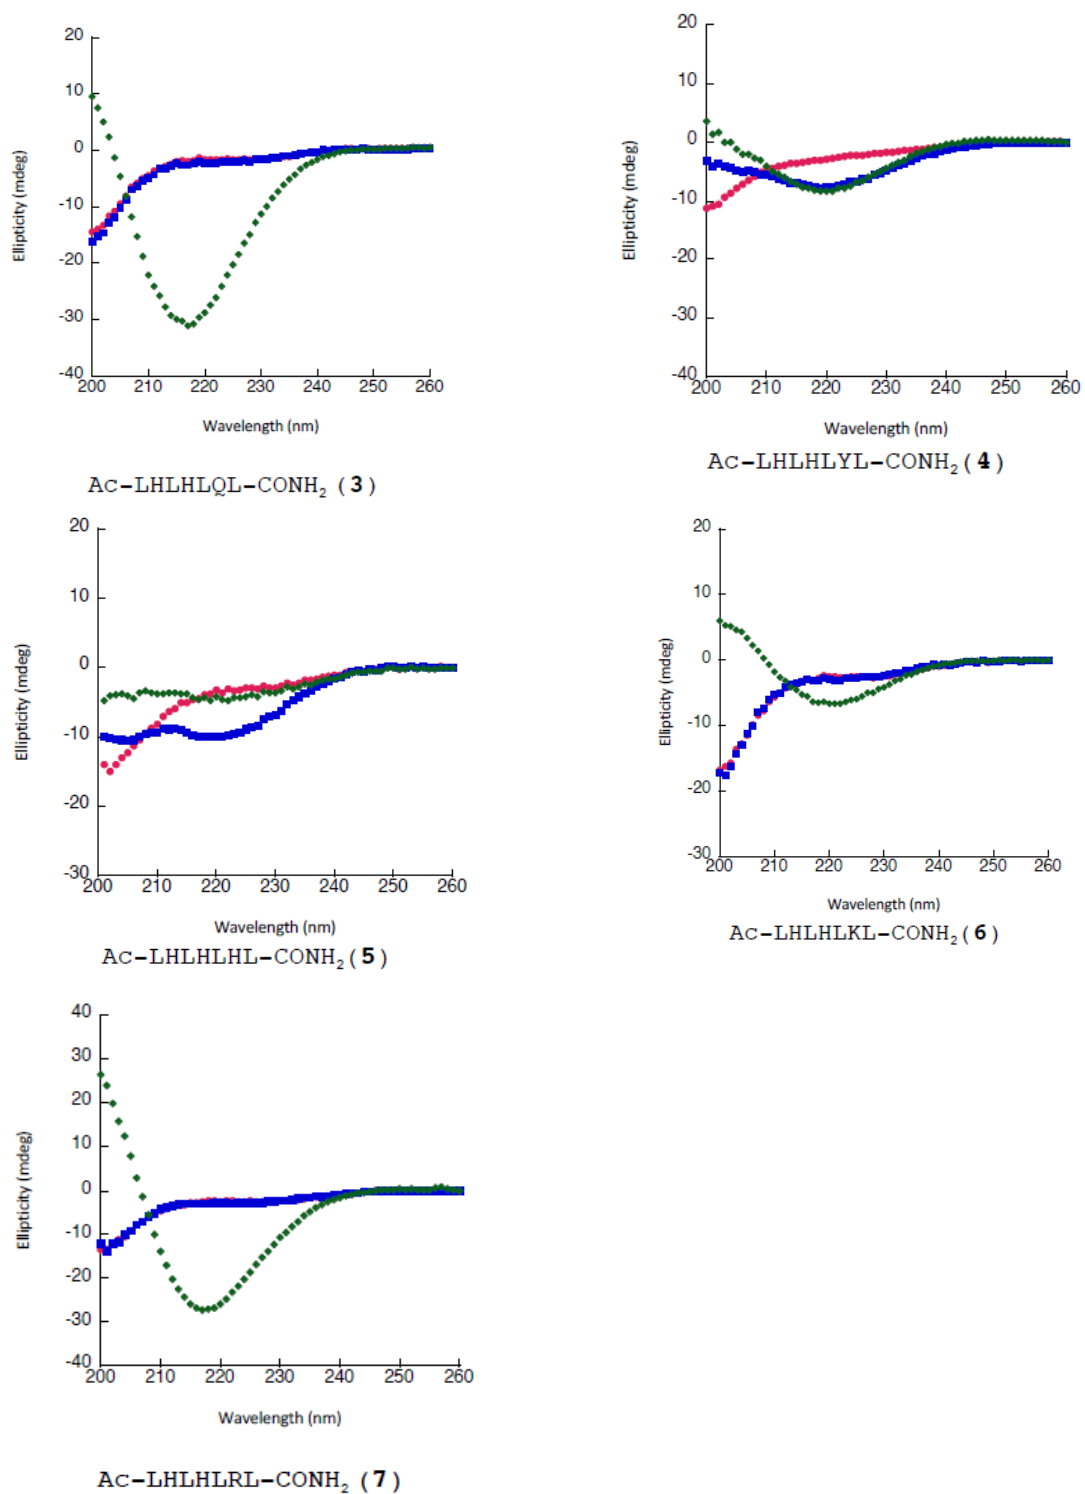 20
10
0
-10
-20
-30
-40
Ellipticity (mdeg)
200 210 220 230 240 250 260
Wavelength (nm)
Ac-LHLHLQL-CONH₂ (3)
20
10
0
-10
-20
-30
-40
Ellipticity (mdeg)
200 210 220 230 240 250 260
Wavelength (nm)
Ac-LHLHLYL-CONH₂ (4)
20
10
0
-10
-20
-30
Ellipticity (mdeg)
200 210 220 230 240 250 260
Wavelength (nm)
Ac-LHLHLHL-CONH₂ (5)
20
10
0
-10
-20
-30
Ellipticity (mdeg)
200 210 220 230 240 250 260
Wavelength (nm)
Ac-LHLHLKL-CONH₂ (6)
40
30
20
10
0
-10
-20
-30
-40
Ellipticity (mdeg)
200 210 220 230 240 250 260
Wavelength (nm)
Ac-LHLHLRL-CONH₂ (7)